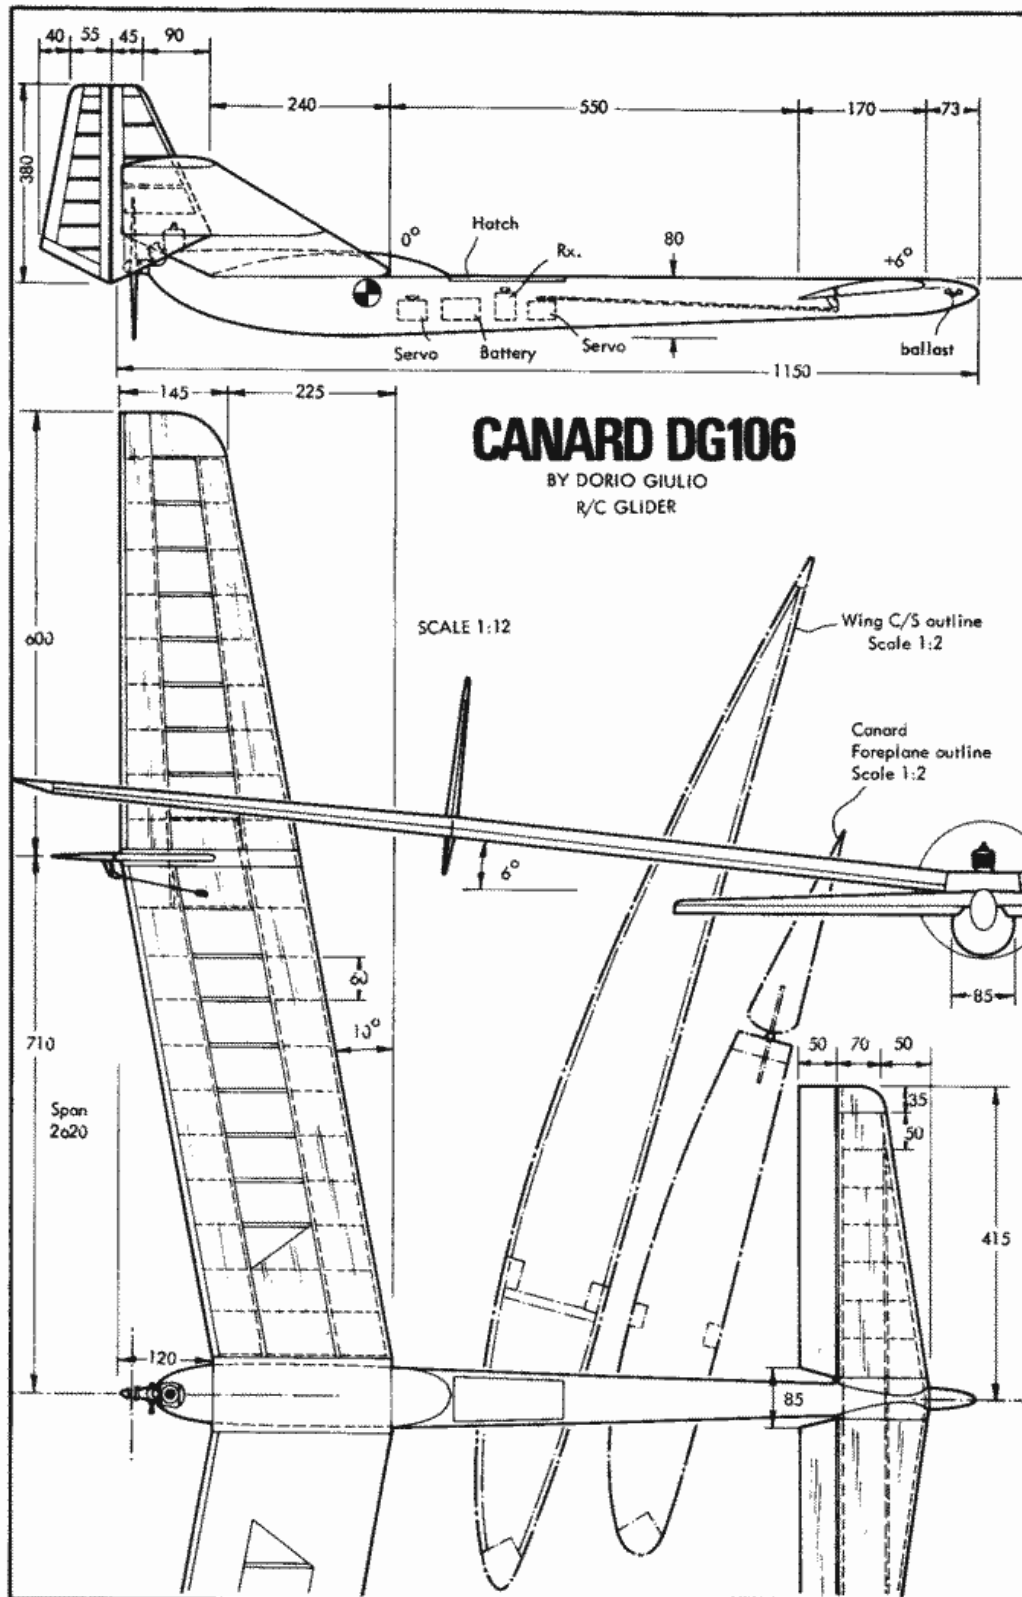 40 55 45 90
240 550 170 73
380
0°
Hatch
Rx.
80
+6°
Servo
Battery
Servo
ballast
1150
145 225
CANARD DG106
BY DORIO GIULIO
R/C GLIDER
SCALE 1:12
600
Wing C/S outline
Scale 1:2
Canard
Foreplane outline
Scale 1:2
6°
85
10°
710
50 70 50
35
50
Span
2620
415
120
85